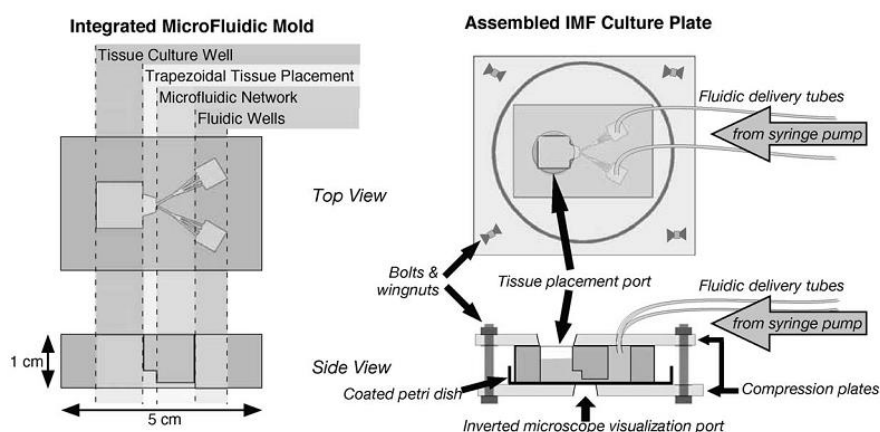 Integrated MicroFluidic Mold
Tissue Culture Well
Trapezoidal Tissue Placement
Microfluidic Network
Fluidic Wells
Top View
1 cm
5 cm
Side View
Assembled IMF Culture Plate
Fluidic delivery tubes
from syringe pump
Bolts &
wingnuts
Tissue placement port
Fluidic delivery tubes
from syringe pump
Coated petri dish
Compression plates
Inverted microscope visualization port